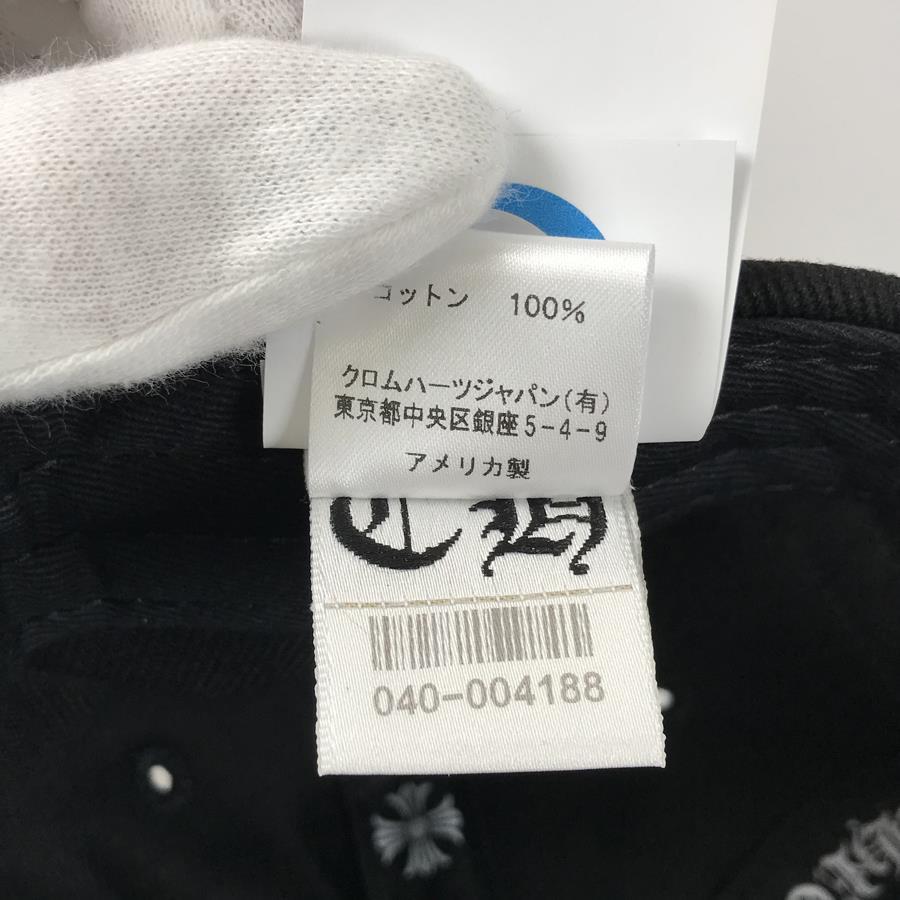 コットン 100%
クロムハーツジャパン(有)
東京都中央区銀座5-4-9
アメリカ製
CH
040-004188